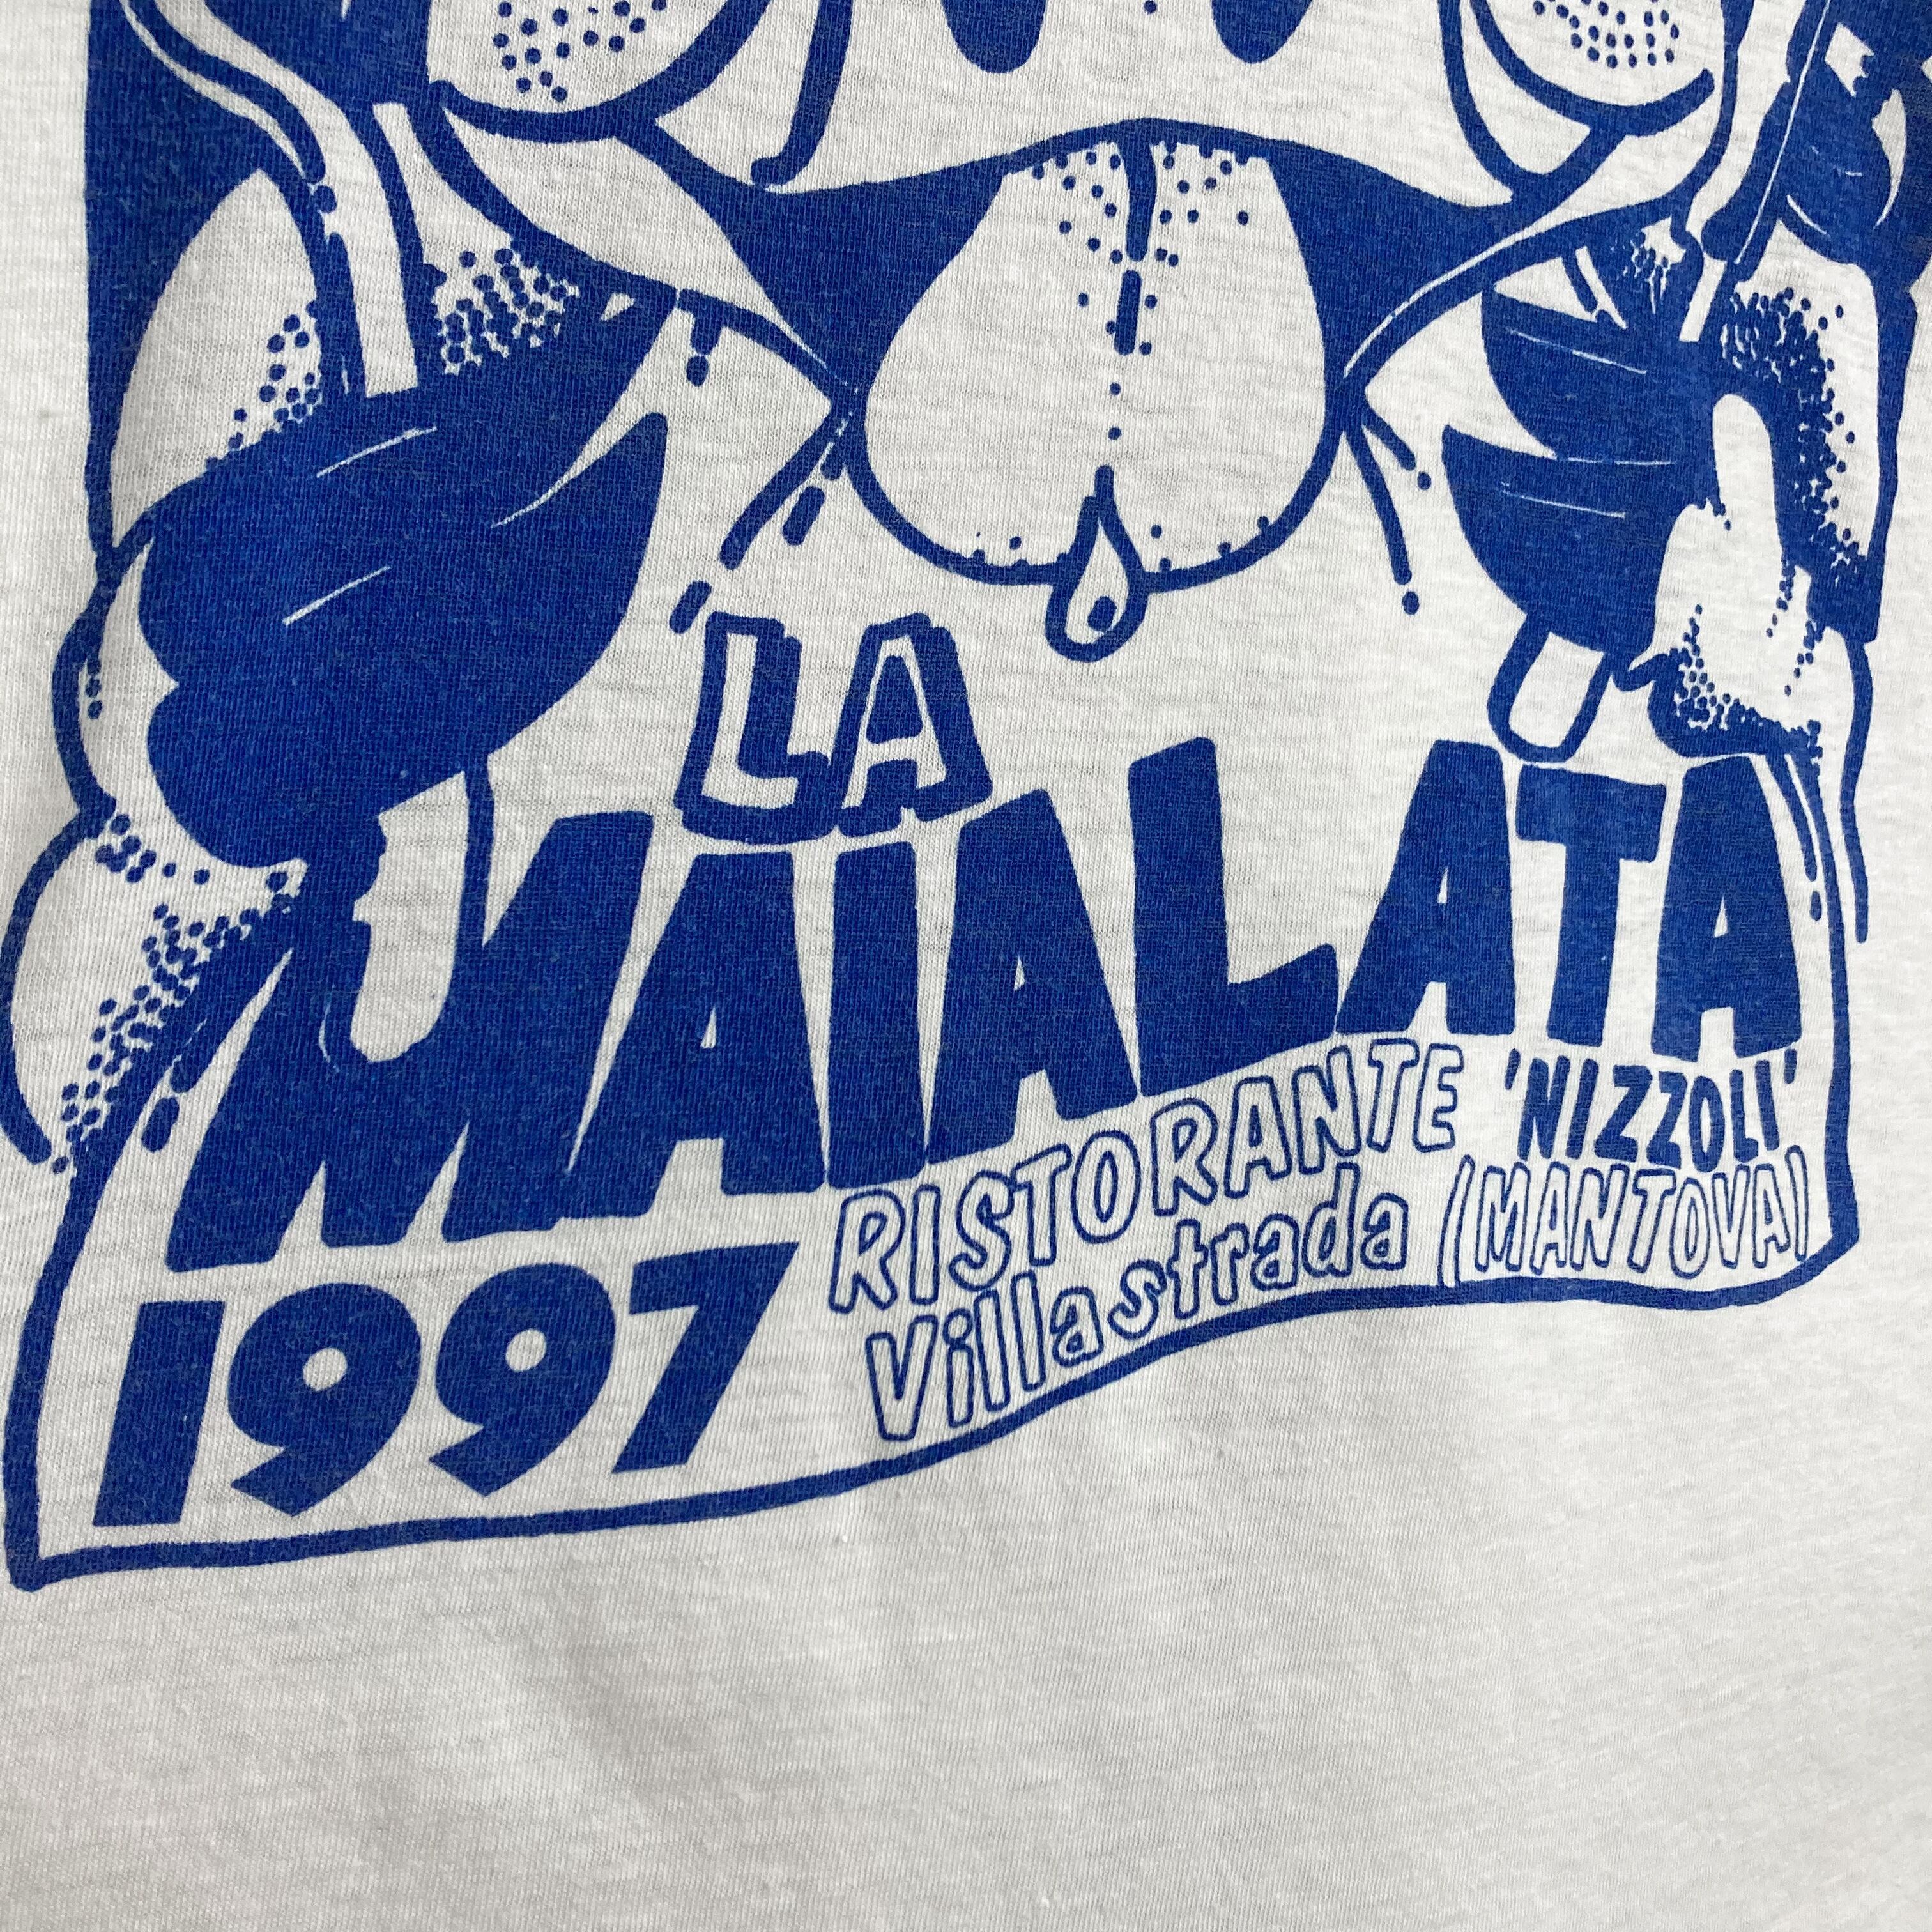 LA
MAIALATA
1997
RISTORANTE 'NIZZOLI'
Villastrada (MANTOVA)